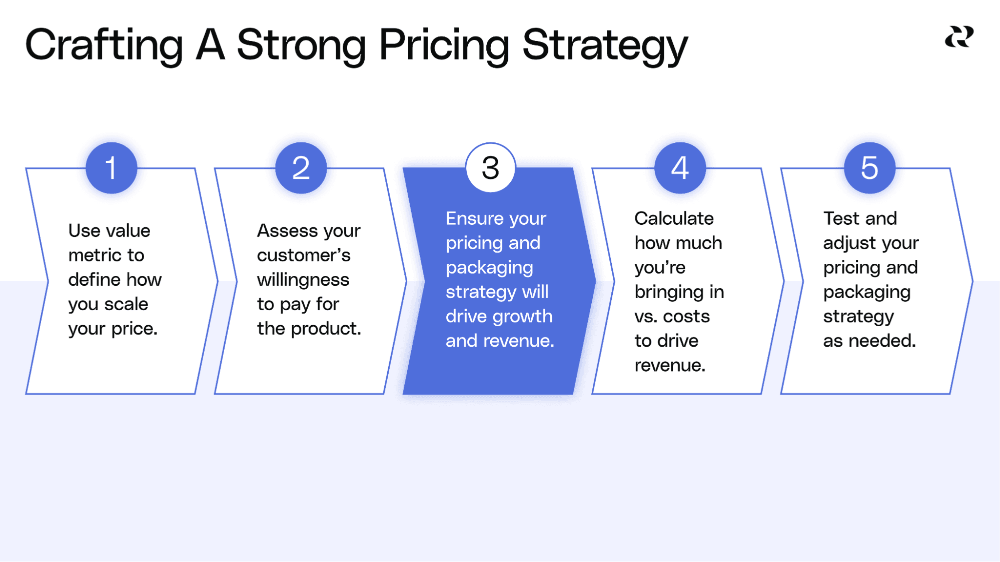 Crafting A Strong Pricing Strategy
1
Use value
metric to
define how
you scale
your price.
2
Assess your
customer’s
willingness
to pay for
the product.
3
Ensure your
pricing and
packaging
strategy will
drive growth
and revenue.
4
Calculate
how much
you’re
bringing in
vs. costs
to drive
revenue.
5
Test and
adjust your
pricing and
packaging
strategy
as needed.